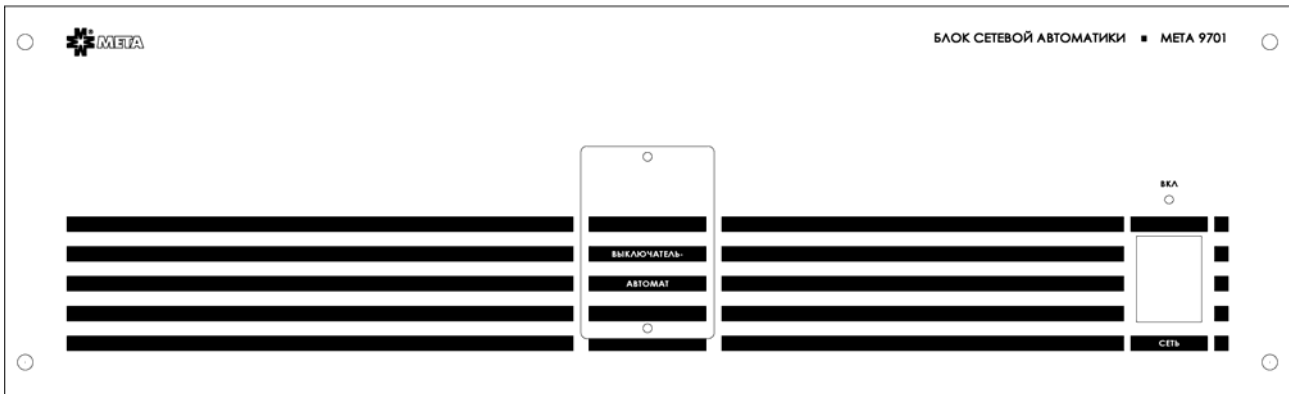 МЕТА
БЛОК СЕТЕВОЙ АВТОМАТИКИ ■ МЕТА 9701
ВКЛ
ВЫКЛЮЧАТЕЛЬ-
АВТОМАТ
СЕТЬ